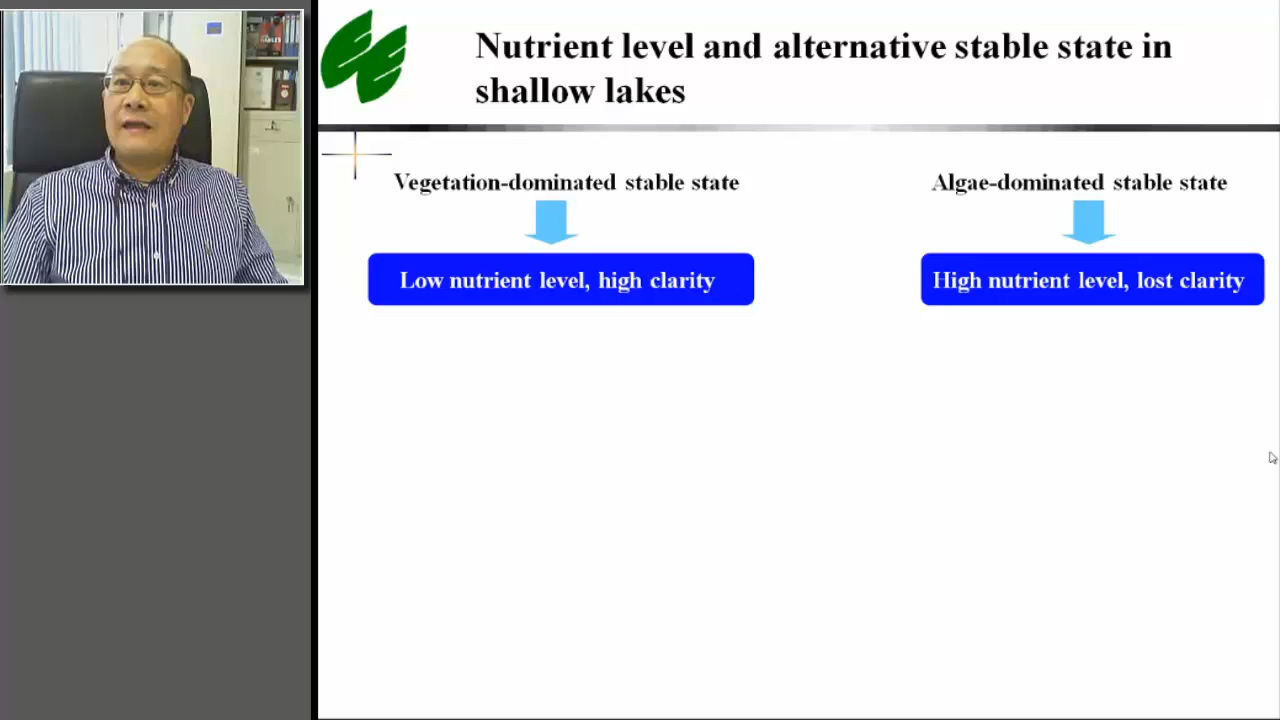 Nutrient level and alternative stable state in
shallow lakes
Vegetation-dominated stable state
Algae-dominated stable state
Low nutrient level, high clarity
High nutrient level, lost clarity